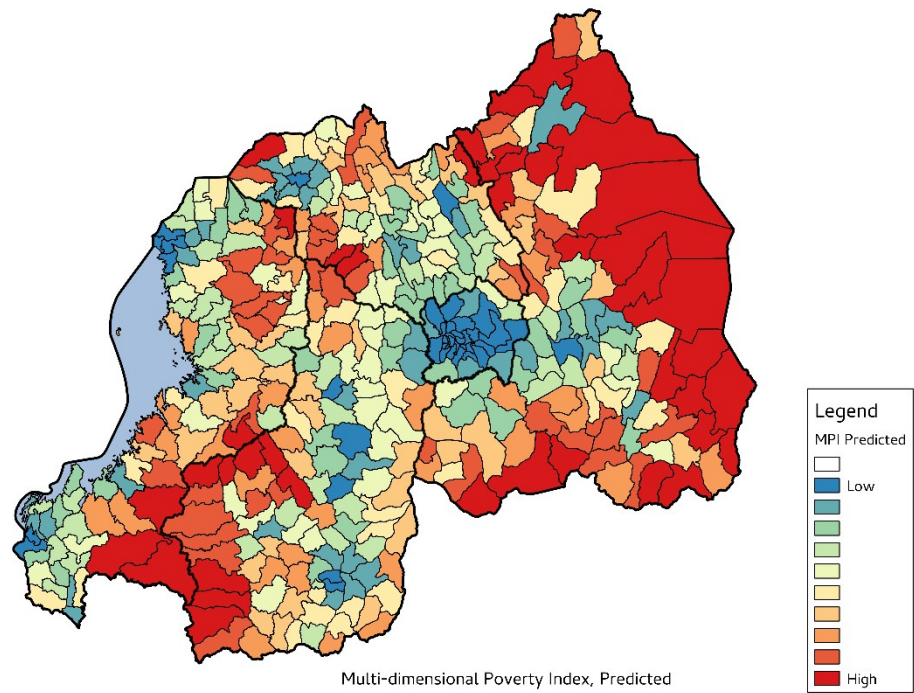 Legend
MPI Predicted
Low
High
Multi-dimensional Poverty Index, Predicted